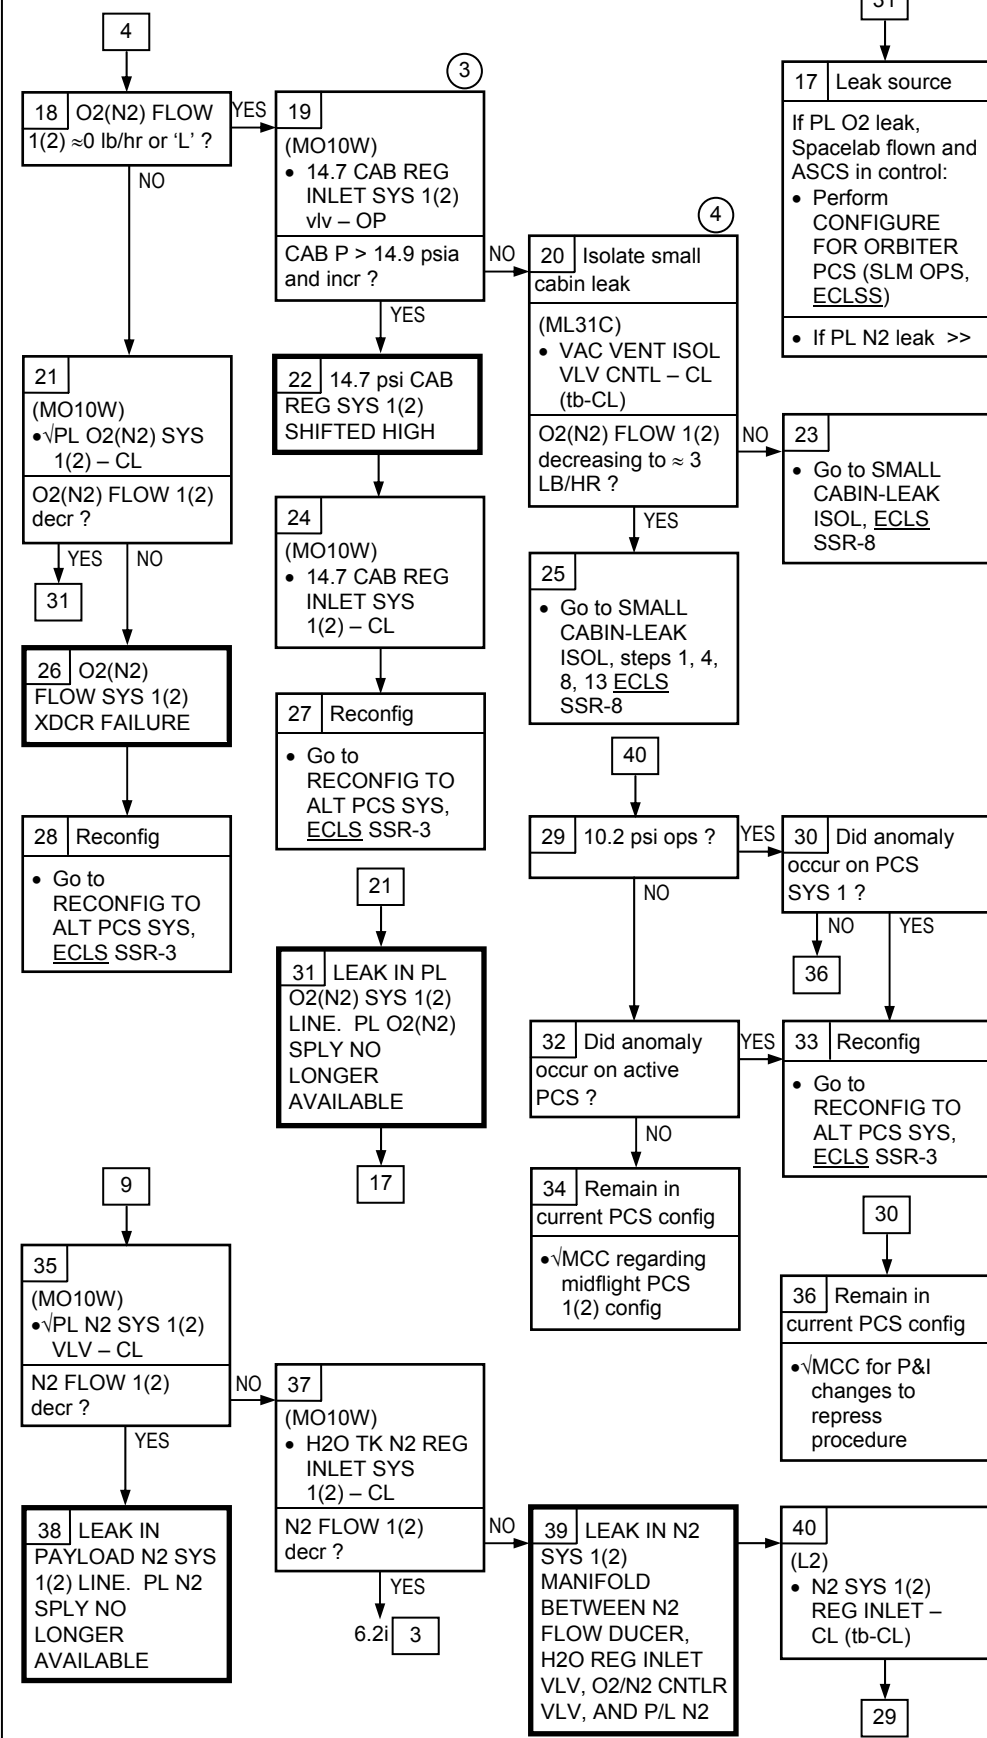 4
18 O2(N2) FLOW
1(2) ≈0 lb/hr or ‘L’ ?
YES
NO
3
19
(MO10W)
• 14.7 CAB REG
INLET SYS 1(2)
vlv – OP
CAB P > 14.9 psia
and incr ?
NO
YES
4
20 Isolate small
cabin leak
(ML31C)
• VAC VENT ISOL
VLV CNTL – CL
(tb-CL)
O2(N2) FLOW 1(2)
decreasing to ≈ 3
LB/HR ?
NO
YES
31
17 Leak source
If PL O2 leak,
Spacelab flown and
ASCS in control:
• Perform
CONFIGURE
FOR ORBITER
PCS (SLM OPS,
ECLSS)
• If PL N2 leak >>
21
(MO10W)
•√PL O2(N2) SYS
1(2) – CL
O2(N2) FLOW 1(2)
decr ?
YES
NO
31
22 14.7 psi CAB
REG SYS 1(2)
SHIFTED HIGH
23
• Go to SMALL
CABIN-LEAK
ISOL, ECLS
SSR-8
24
(MO10W)
• 14.7 CAB REG
INLET SYS
1(2) – CL
25
• Go to SMALL
CABIN-LEAK
ISOL, steps 1, 4,
8, 13 ECLS
SSR-8
26 O2(N2)
FLOW SYS 1(2)
XDCR FAILURE
27 Reconfig
• Go to
RECONFIG TO
ALT PCS SYS,
ECLS SSR-3
28 Reconfig
• Go to
RECONFIG TO
ALT PCS SYS,
ECLS SSR-3
40
29 10.2 psi ops ?
YES
NO
30 Did anomaly
occur on PCS
SYS 1 ?
NO
YES
36
21
31 LEAK IN PL
O2(N2) SYS 1(2)
LINE. PL O2(N2)
SPLY NO
LONGER
AVAILABLE
17
32 Did anomaly
occur on active
PCS ?
YES
NO
33 Reconfig
• Go to
RECONFIG TO
ALT PCS SYS,
ECLS SSR-3
34 Remain in
current PCS config
•√MCC regarding
midflight PCS
1(2) config
9
35
(MO10W)
•√PL N2 SYS 1(2)
VLV – CL
N2 FLOW 1(2)
decr ?
NO
YES
30
36 Remain in
current PCS config
•√MCC for P&I
changes to
repress
procedure
37
(MO10W)
• H2O TK N2 REG
INLET SYS
1(2) – CL
N2 FLOW 1(2)
decr ?
NO
YES
6.2i 3
38 LEAK IN
PAYLOAD N2 SYS
1(2) LINE. PL N2
SPLY NO
LONGER
AVAILABLE
39 LEAK IN N2
SYS 1(2)
MANIFOLD
BETWEEN N2
FLOW DUCER,
H2O REG INLET
VLV, O2/N2 CNTLR
VLV, AND P/L N2
40
(L2)
• N2 SYS 1(2)
REG INLET –
CL (tb-CL)
29